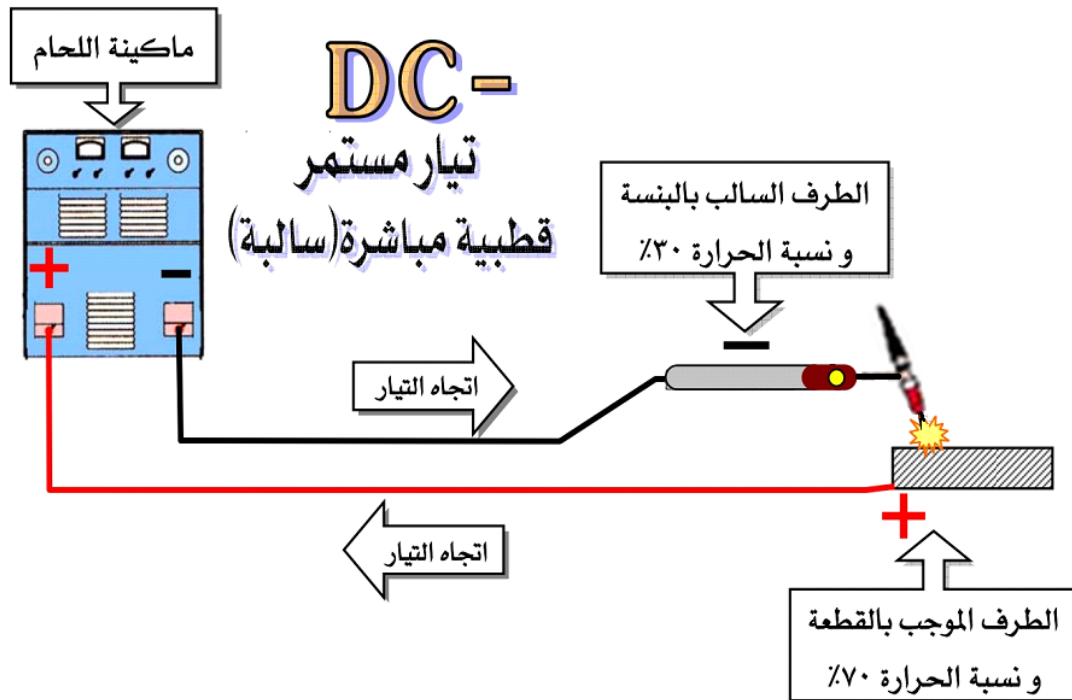 ماكينة اللحام
DC-
تيار مستمر
قطبية مباشرة(سالبة)
الطرف السالب بالبنسة
و نسبة الحرارة ٣٠٪
+
−
−
اتجاه التيار
+
اتجاه التيار
الطرف الموجب بالقطعة
و نسبة الحرارة ٧٠٪